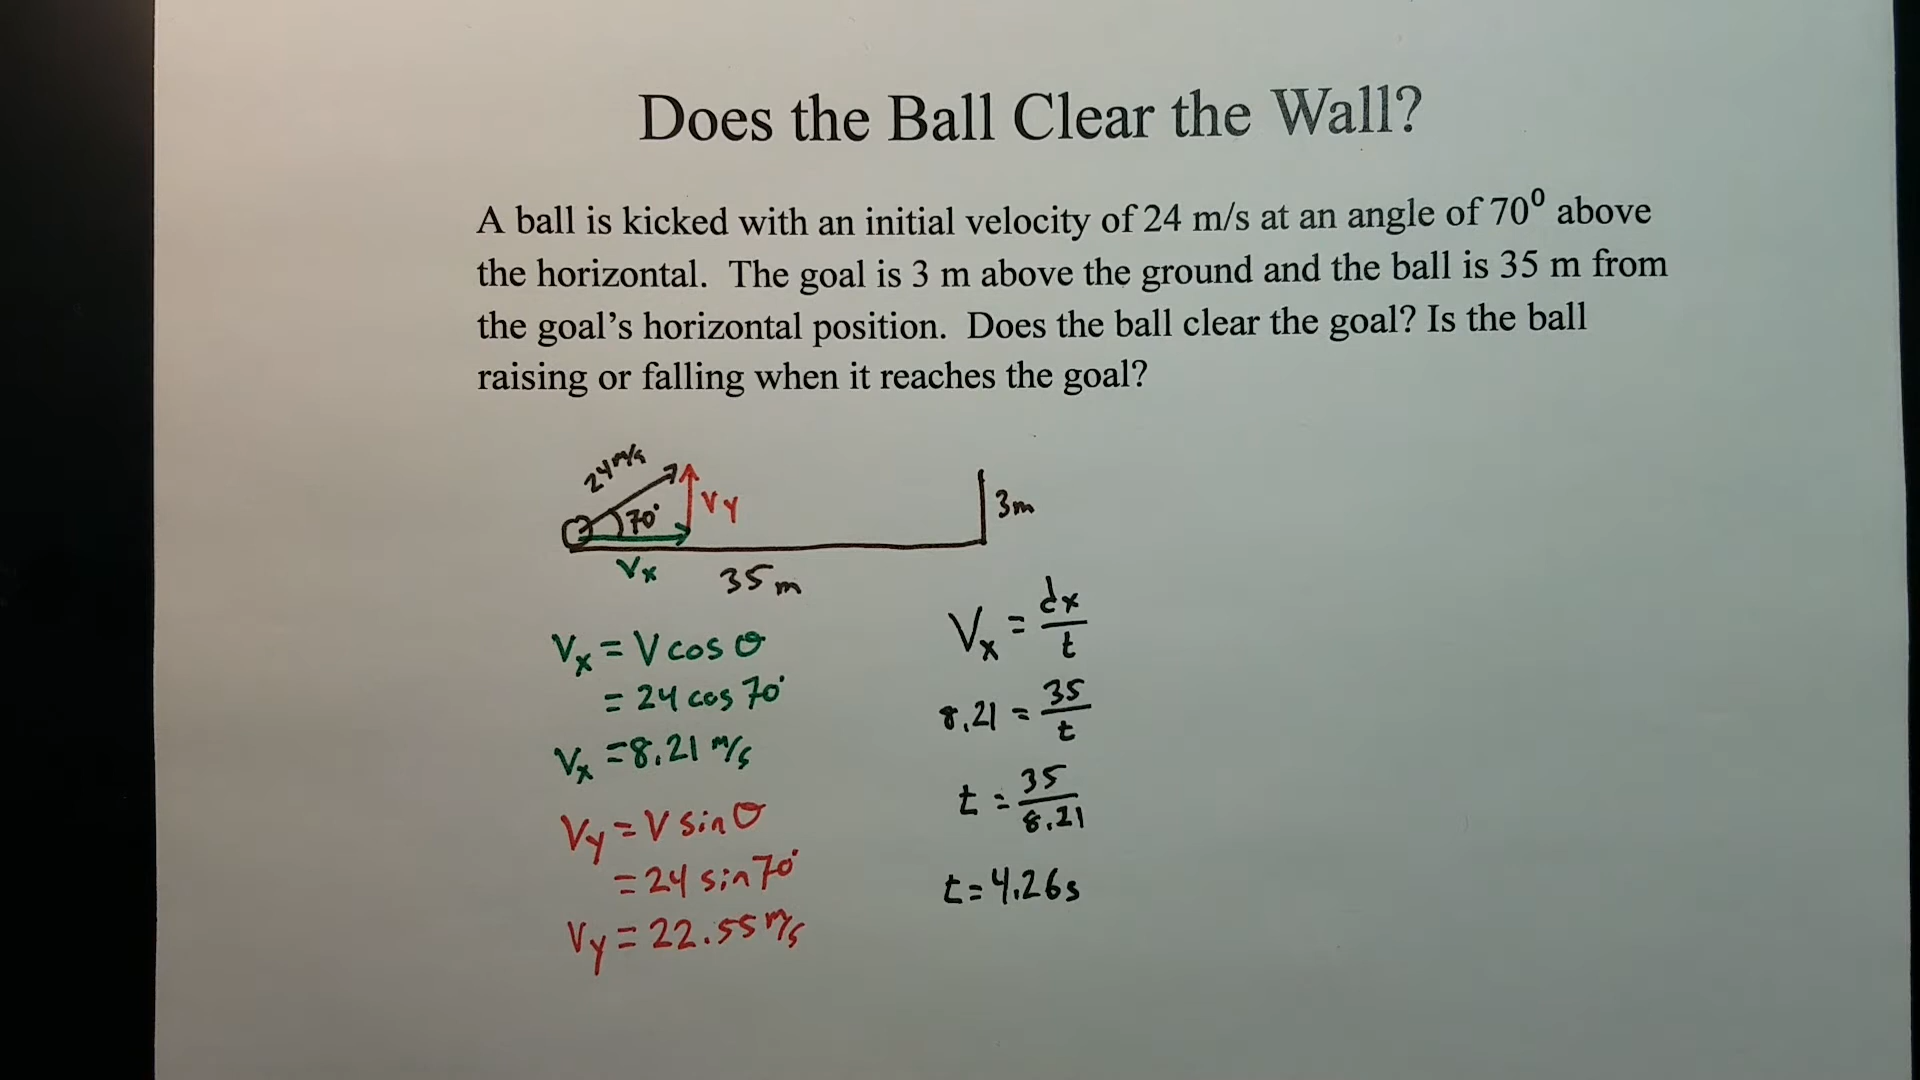 Does the Ball Clear the Wall?
A ball is kicked with an initial velocity of 24 m/s at an angle of 70⁰ above
the horizontal. The goal is 3 m above the ground and the ball is 35 m from
the goal’s horizontal position. Does the ball clear the goal? Is the ball
raising or falling when it reaches the goal?
24 m/s
70°
Vy
3m
Vx
35 m
Vx = V cos θ
= 24 cos 70°
Vx = 8.21 m/s
Vy = V sin θ
= 24 sin 70°
Vy = 22.55 m/s
Vx = dx/t
8.21 = 35/t
t = 35/8.21
t = 4.26s